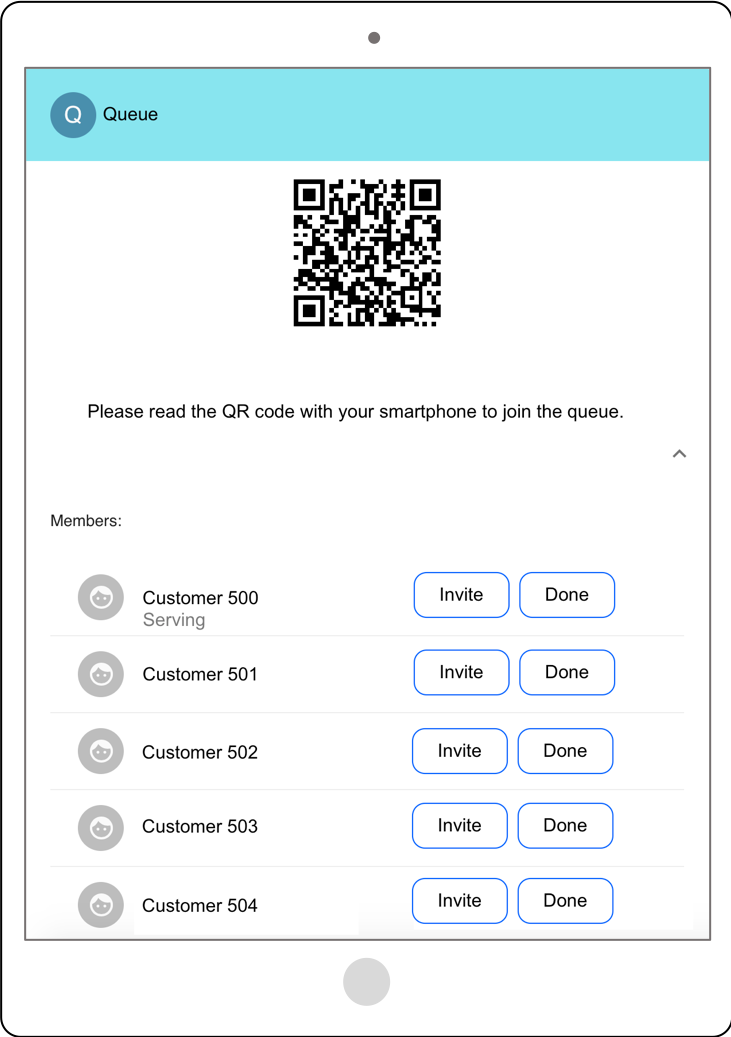 Q Queue
Please read the QR code with your smartphone to join the queue.
Members:
Customer 500 Invite Done
Serving
Customer 501 Invite Done
Customer 502 Invite Done
Customer 503 Invite Done
Customer 504 Invite Done